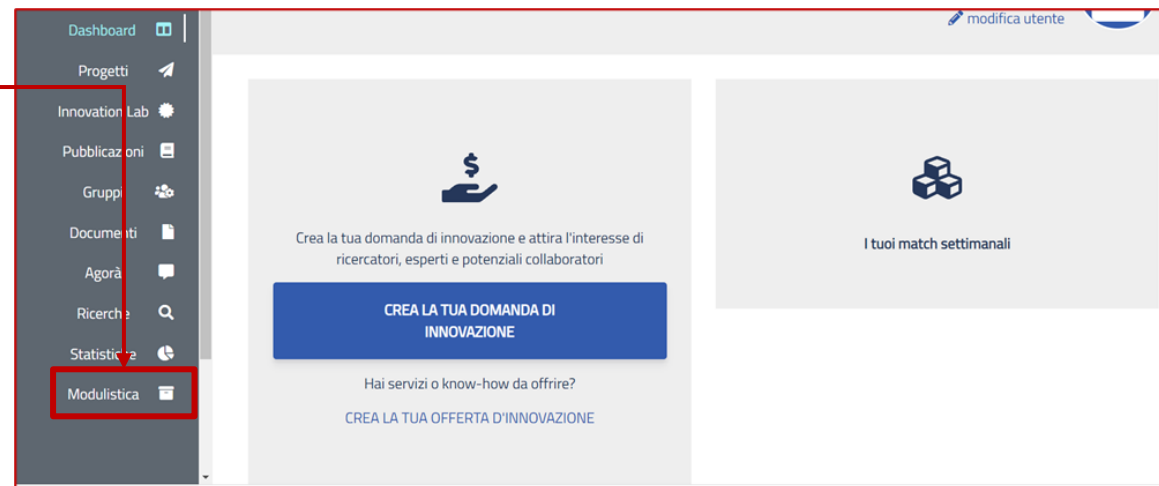 Dashboard
Progetti
Innovation Lab
Pubblicazioni
Gruppi
Documenti
Agorà
Ricerche
Statistiche
Modulistica
modifica utente
Crea la tua domanda di innovazione e attira l'interesse di
ricercatori, esperti e potenziali collaboratori
CREA LA TUA DOMANDA DI
INNOVAZIONE
Hai servizi o know-how da offrire?
CREA LA TUA OFFERTA D'INNOVAZIONE
I tuoi match settimanali